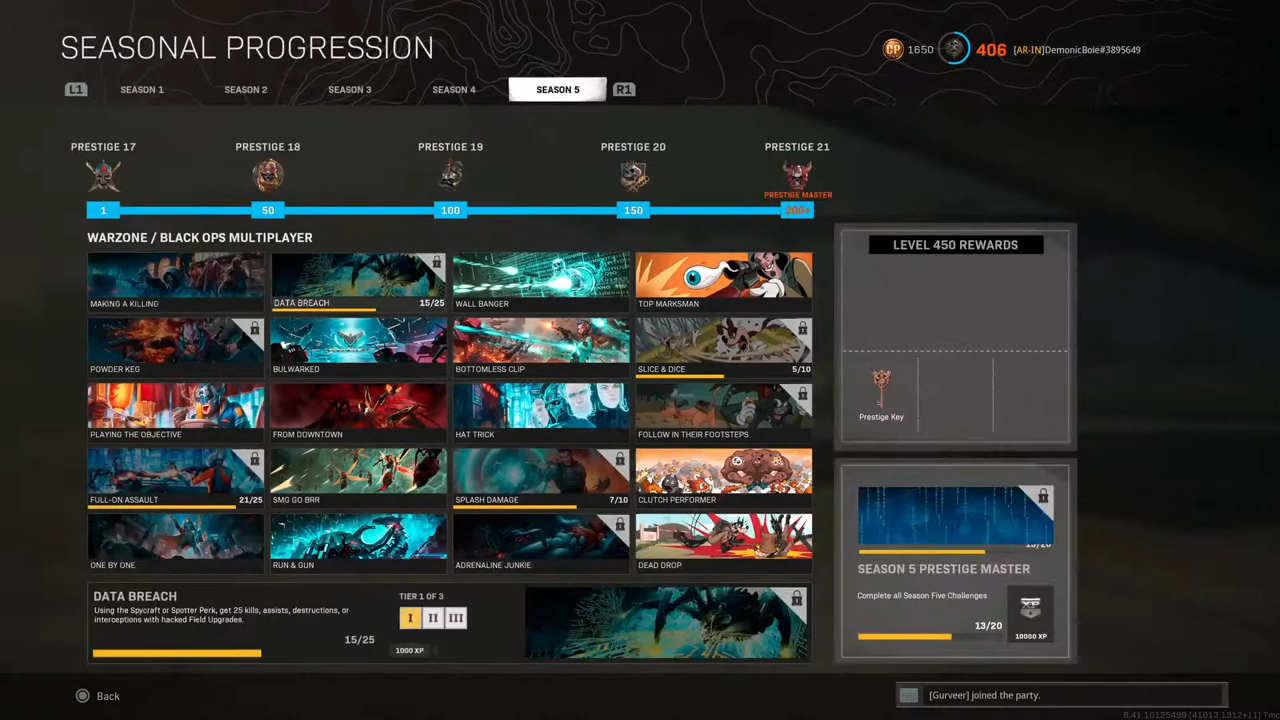 SEASONAL PROGRESSION
CP 1650 406 [AR-IN]DemonicBoie#3895649
L1 SEASON 1 SEASON 2 SEASON 3 SEASON 4 SEASON 5 R1
PRESTIGE 17 PRESTIGE 18 PRESTIGE 19 PRESTIGE 20 PRESTIGE 21
PRESTIGE MASTER
1 50 100 150 200+
WARZONE / BLACK OPS MULTIPLAYER
MAKING A KILLING DATA BREACH 15/25 WALL BANGER TOP MARKSMAN
POWDER KEG BULWARKED BOTTOMLESS CLIP SLICE & DICE 5/10
PLAYING THE OBJECTIVE FROM DOWNTOWN HAT TRICK FOLLOW IN THEIR FOOTSTEPS
FULL-ON ASSAULT 21/25 SMG GO BRR SPLASH DAMAGE 7/10 CLUTCH PERFORMER
ONE BY ONE RUN & GUN ADRENALINE JUNKIE DEAD DROP
DATA BREACH
Using the Spycraft or Spotter Perk, get 25 kills, assists, destructions, or
interceptions with hacked Field Upgrades.
15/25
TIER 1 OF 3
I II III
1000 XP
LEVEL 450 REWARDS
Prestige Key
13/20
SEASON 5 PRESTIGE MASTER
Complete all Season Five Challenges
13/20
XP
10000 XP
Back
[Gurveer] joined the party.